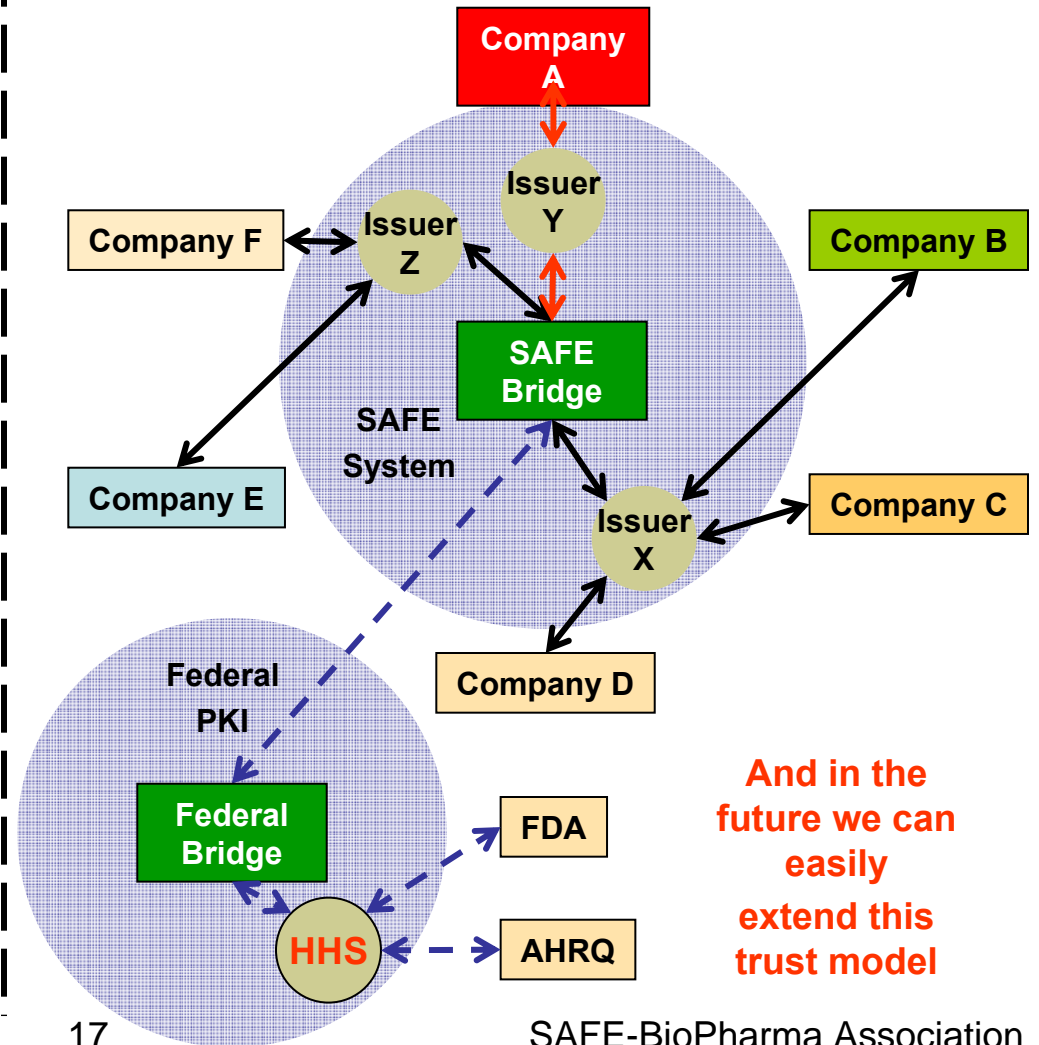 Company
A
Issuer
Y
Issuer
Z
Company F
Company B
SAFE
Bridge
SAFE
System
Company E
Company C
Issuer
X
Company D
Federal
PKI
Federal
Bridge
FDA
HHS
AHRQ
And in the
future we can
easily
extend this
trust model
17
SAFE-BioPharma Association